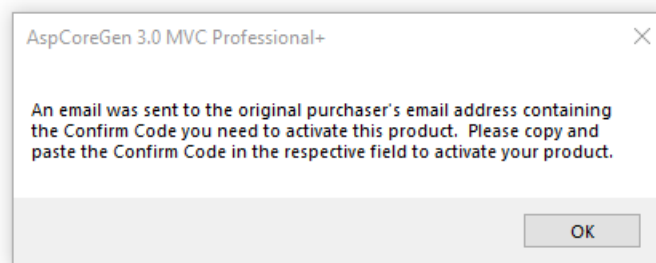 AspCoreGen 3.0 MVC Professional+
An email was sent to the original purchaser's email address containing
the Confirm Code you need to activate this product.  Please copy and
paste the Confirm Code in the respective field to activate your product.
OK